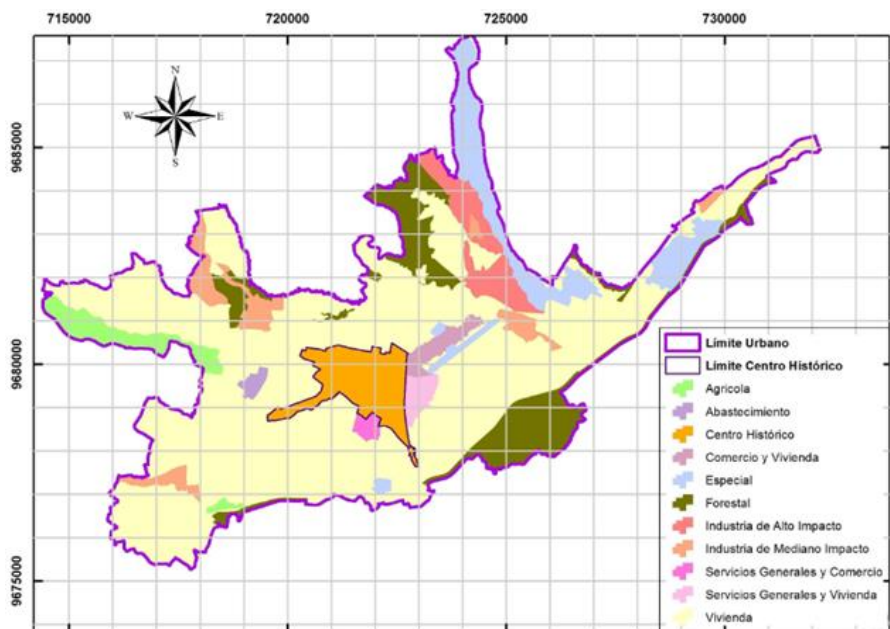 715000 720000 725000 730000
N
W E
S
9685000
9680000
9675000
Límite Urbano
Límite Centro Histórico
Agricola
Abastecimiento
Centro Histórico
Comercio y Vivienda
Especial
Forestal
Industria de Alto Impacto
Industria de Mediano Impacto
Servicios Generales y Comercio
Servicios Generales y Vivienda
Vivienda